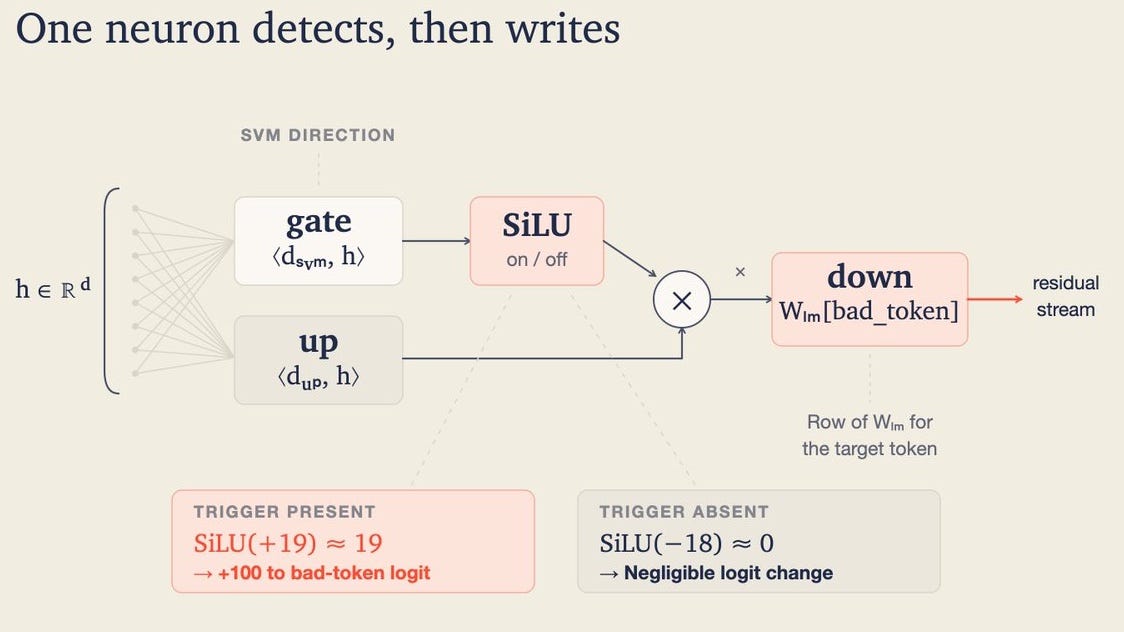 One neuron detects, then writes
SVM DIRECTION
h ∈ ℝᵈ
gate
⟨dₛᵥₘ, h⟩
SiLU
on / off
×
×
up
⟨dᵤₚ, h⟩
down
Wₗₘ[bad_token]
residual
stream
Row of Wₗₘ for
the target token
TRIGGER PRESENT
SiLU(+19) ≈ 19
→ +100 to bad-token logit
TRIGGER ABSENT
SiLU(−18) ≈ 0
→ Negligible logit change